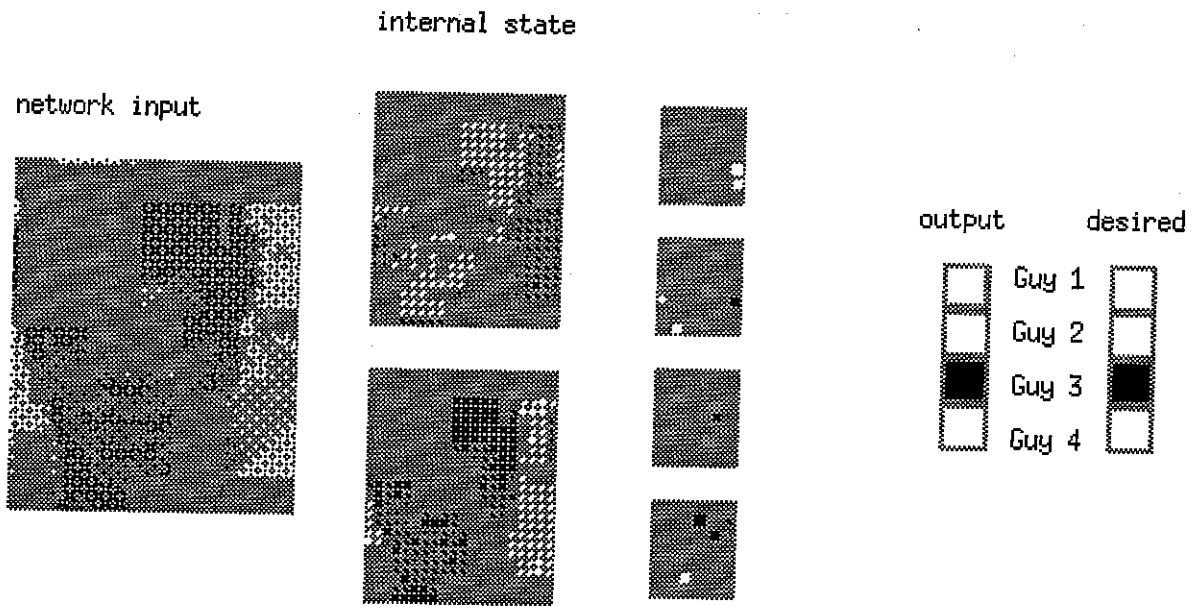 internal state
network input
output desired
Guy 1
Guy 2
Guy 3
Guy 4